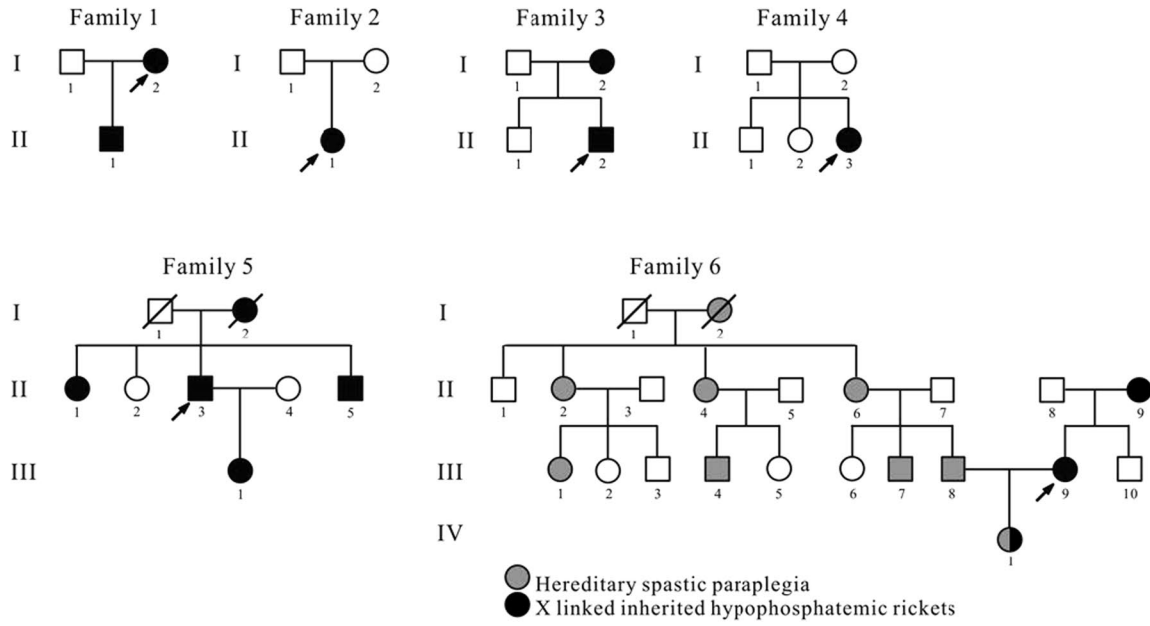 Family 1 Family 2 Family 3 Family 4
I I I I
1 2 1 2 1 2 1 2
II II II II
1 1 1 2 1 2 3
Family 5 Family 6
I I
1 2 1 2
II II
1 2 3 4 5 1 2 3 4 5 6 7 8 9
III III
1 1 2 3 4 5 6 7 8 9 10
IV
1
Hereditary spastic paraplegia
X linked inherited hypophosphatemic rickets